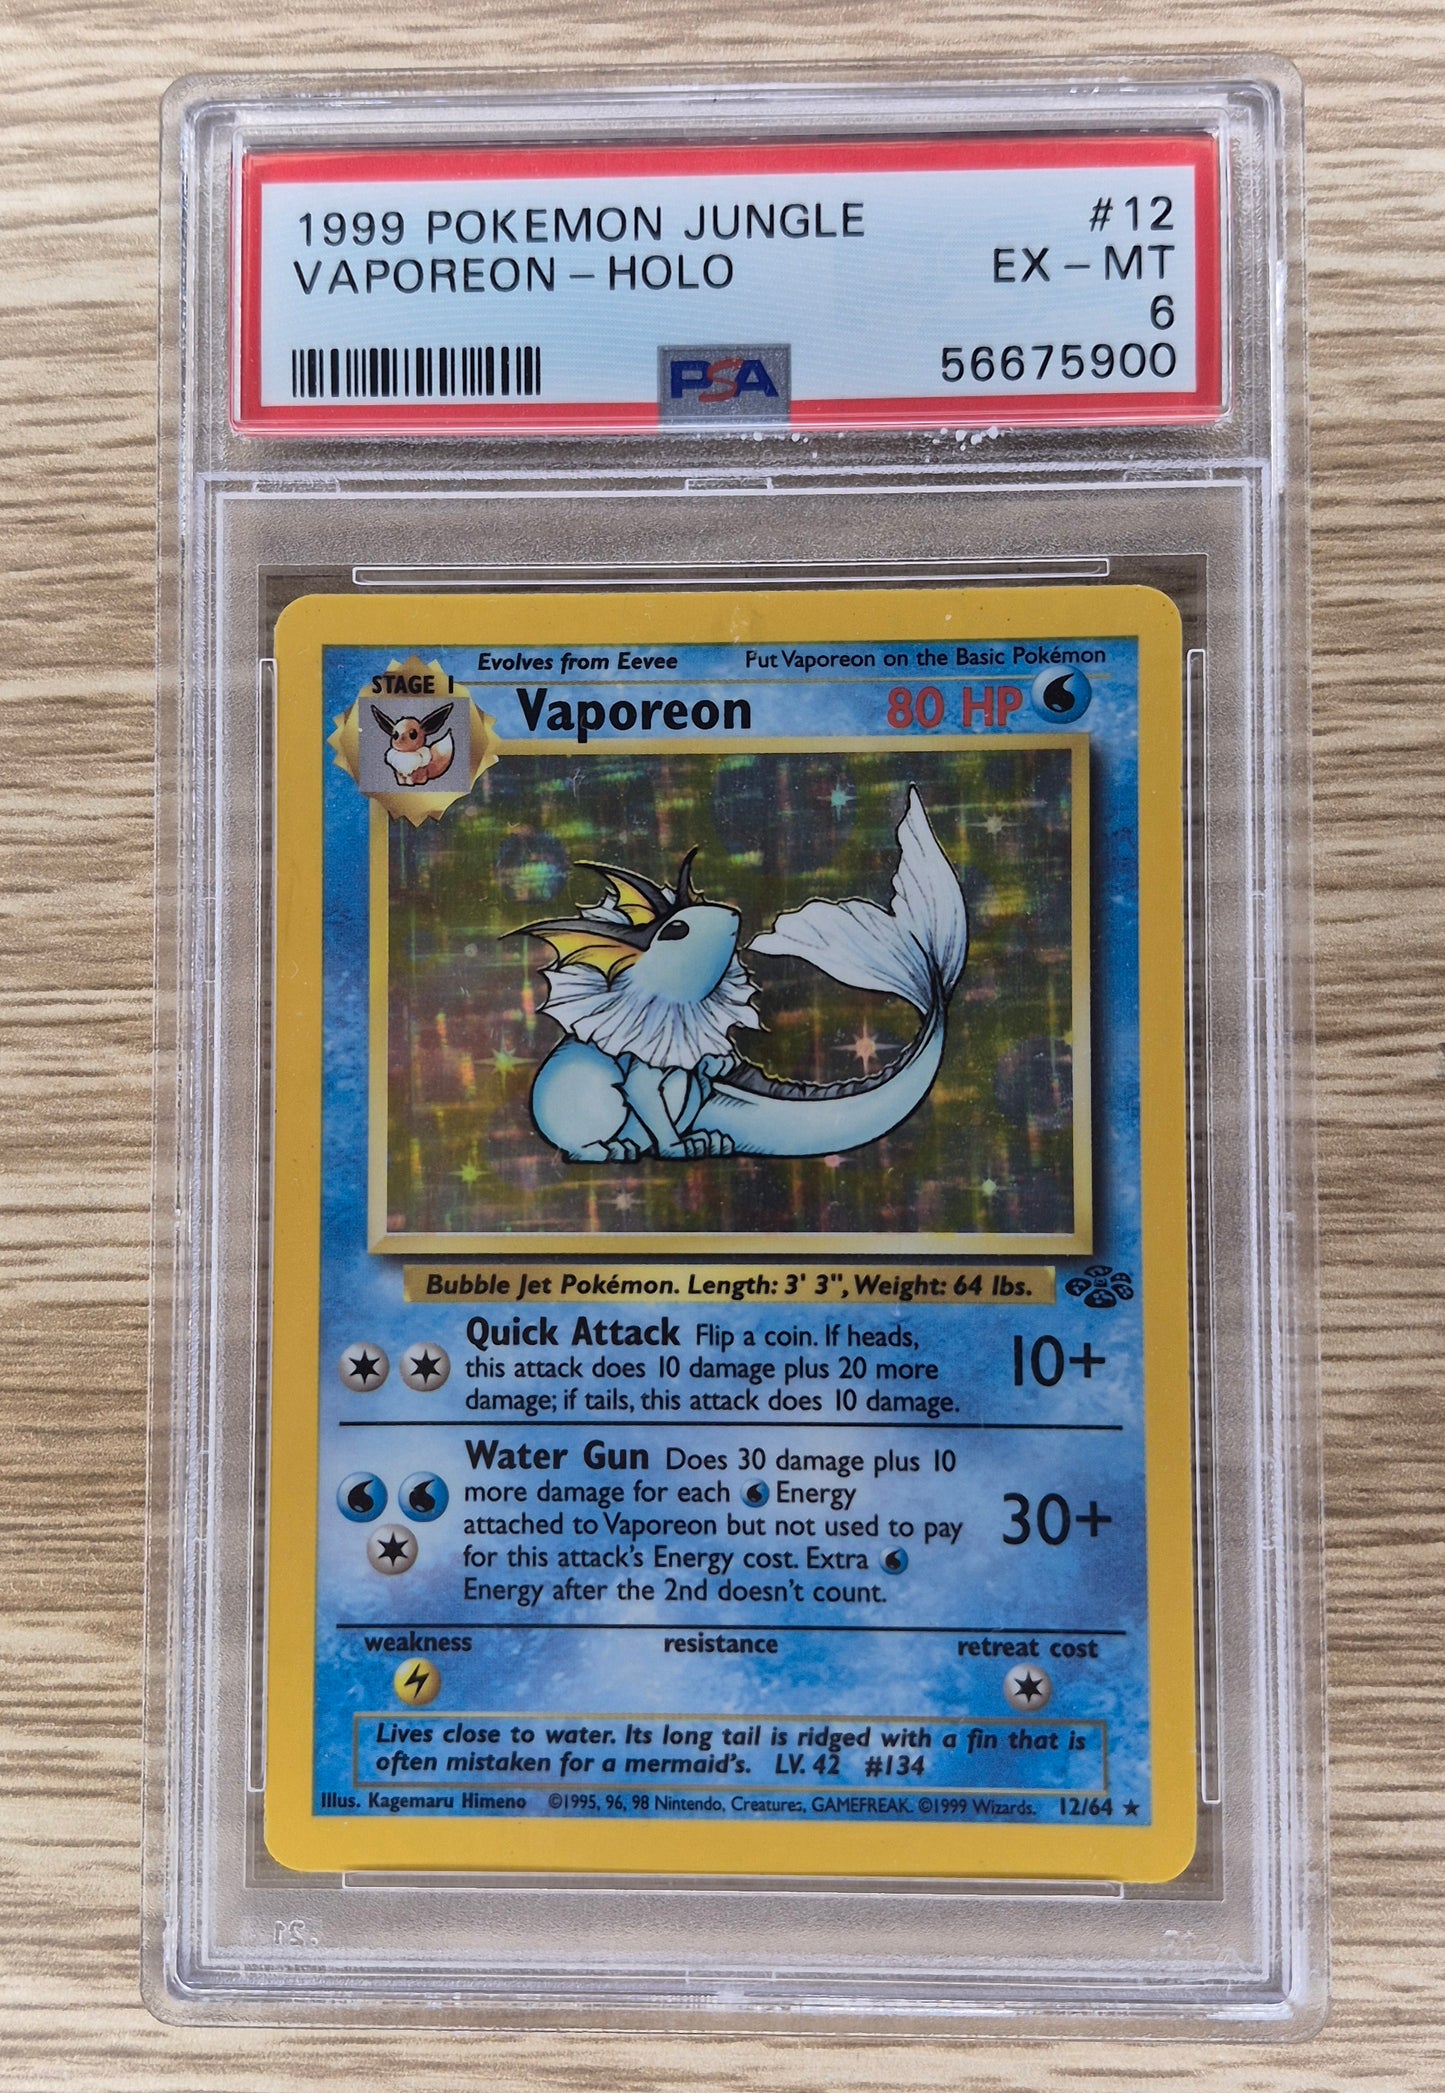 1999 POKEMON JUNGLE #12
VAPOREON – HOLO EX – MT
6
PSA 56675900
Evolves from Eevee Put Vaporeon on the Basic Pokémon
STAGE 1
Vaporeon 80 HP
Bubble Jet Pokémon. Length: 3' 3", Weight: 64 lbs.
Quick Attack Flip a coin. If heads,
this attack does 10 damage plus 20 more
damage; if tails, this attack does 10 damage.
10+
Water Gun Does 30 damage plus 10
more damage for each Energy
attached to Vaporeon but not used to pay
for this attack's Energy cost. Extra
Energy after the 2nd doesn't count.
30+
weakness resistance retreat cost
Lives close to water. Its long tail is ridged with a fin that is
often mistaken for a mermaid's. LV. 42 #134
Illus. Kagemaru Himeno ©1995, 96, 98 Nintendo, Creatures, GAMEFREAK. ©1999 Wizards. 12/64 ★